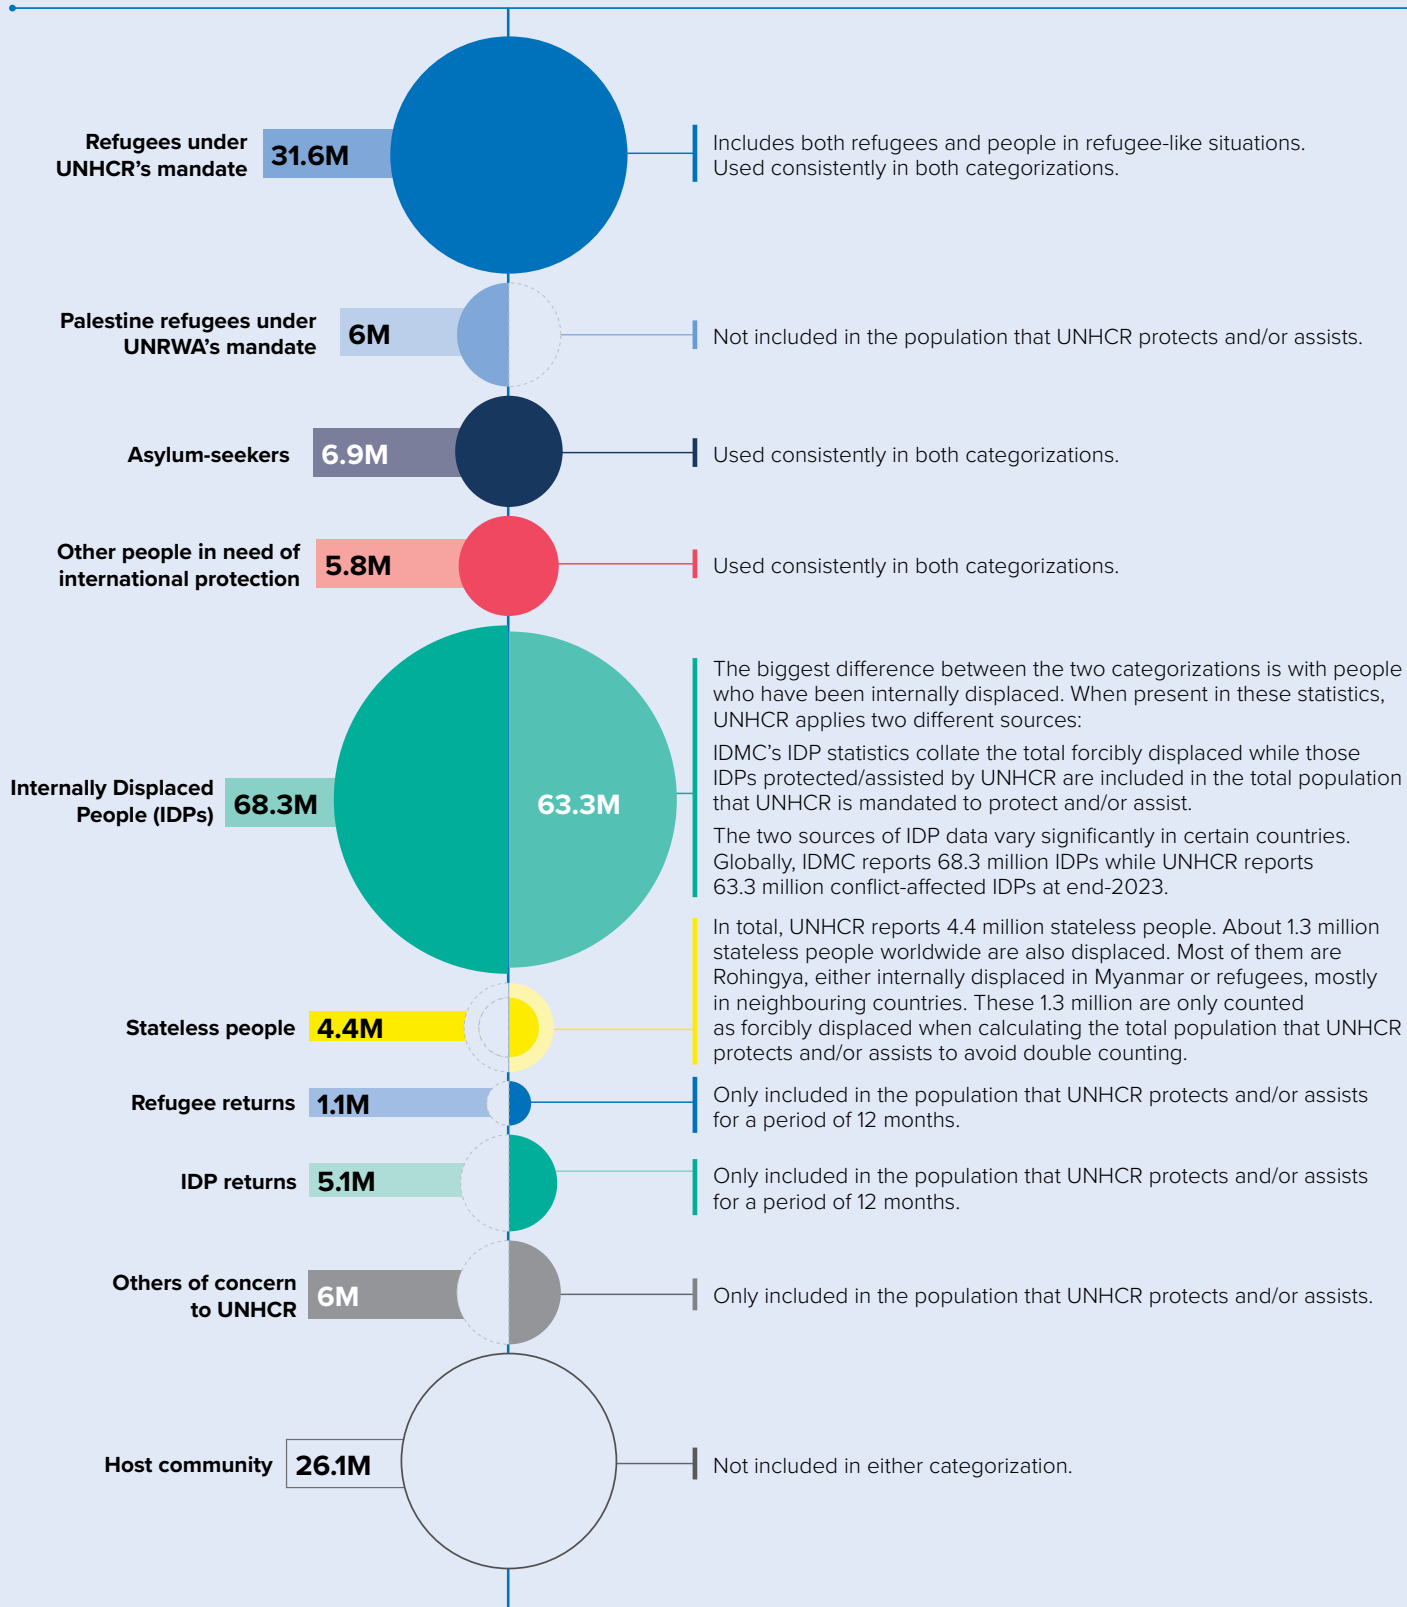 Refugees under
UNHCR’s mandate
31.6M
Includes both refugees and people in refugee-like situations.
Used consistently in both categorizations.
Palestine refugees under
UNRWA’s mandate
6M
Not included in the population that UNHCR protects and/or assists.
Asylum-seekers
6.9M
Used consistently in both categorizations.
Other people in need of
international protection
5.8M
Used consistently in both categorizations.
Internally Displaced
People (IDPs)
68.3M
63.3M
The biggest difference between the two categorizations is with people
who have been internally displaced. When present in these statistics,
UNHCR applies two different sources:
IDMC’s IDP statistics collate the total forcibly displaced while those
IDPs protected/assisted by UNHCR are included in the total population
that UNHCR is mandated to protect and/or assist.
The two sources of IDP data vary significantly in certain countries.
Globally, IDMC reports 68.3 million IDPs while UNHCR reports
63.3 million conflict-affected IDPs at end-2023.
Stateless people
4.4M
In total, UNHCR reports 4.4 million stateless people. About 1.3 million
stateless people worldwide are also displaced. Most of them are
Rohingya, either internally displaced in Myanmar or refugees, mostly
in neighbouring countries. These 1.3 million are only counted
as forcibly displaced when calculating the total population that UNHCR
protects and/or assists to avoid double counting.
Refugee returns
1.1M
Only included in the population that UNHCR protects and/or assists
for a period of 12 months.
IDP returns
5.1M
Only included in the population that UNHCR protects and/or assists
for a period of 12 months.
Others of concern
to UNHCR
6M
Only included in the population that UNHCR protects and/or assists.
Host community
26.1M
Not included in either categorization.